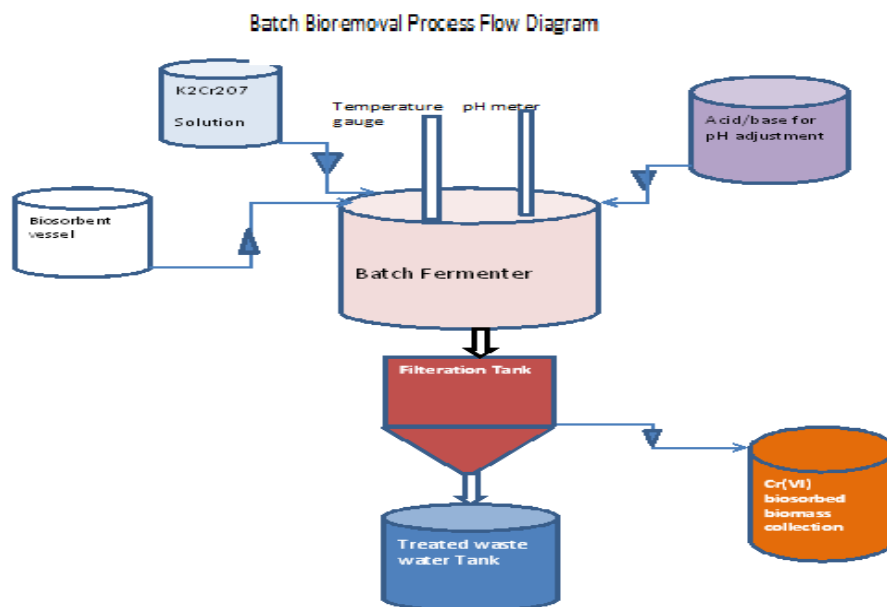 Batch Bioremoval Process Flow Diagram
K2Cr2O7
Solution
Temperature
gauge
pH meter
Acid/base for
pH adjustment
Biosorbent
vessel
Batch Fermenter
Filteration Tank
Cr(VI)
biosorbed
biomass
collection
Treated waste
water Tank